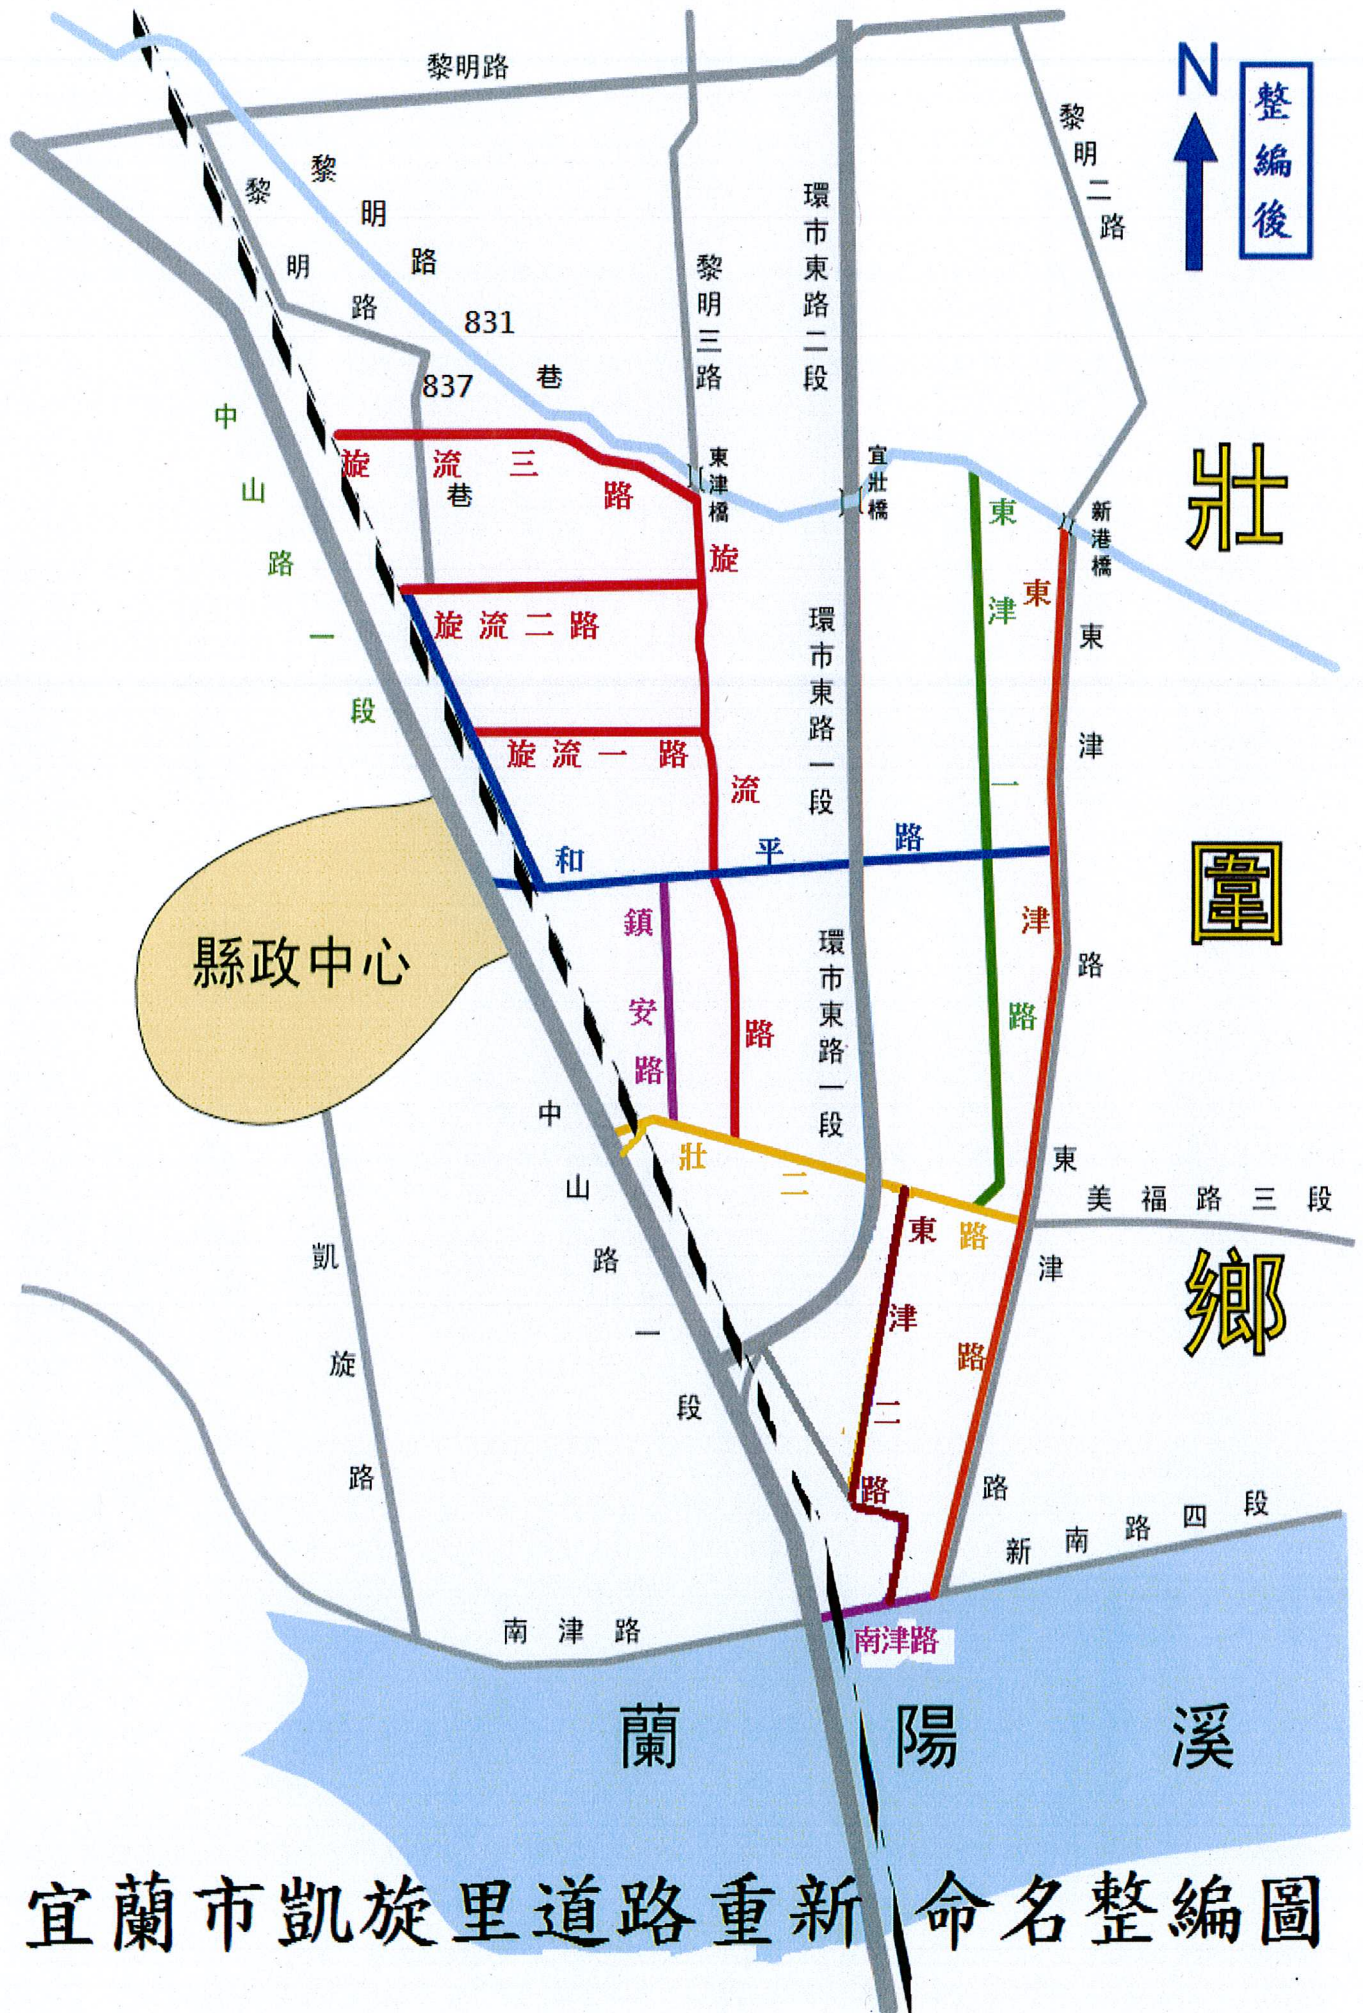 N
整編後
黎明路
黎明二路
黎明路831巷
黎明路837巷
黎明三路
環市東路二段
中山路一段
旋流三路
東津橋
宜壯橋
新港橋
旋流路
旋流二路
旋流一路
環市東路一段
東津一路
東津路
東津路
壯圍鄉
和平路
縣政中心
鎮安路
環市東路一段
中山路一段
壯二路
東津路
美福路三段
凱旋路
東津二路
新南路四段
南津路
南津路
蘭陽溪
宜蘭市凱旋里道路重新命名整編圖